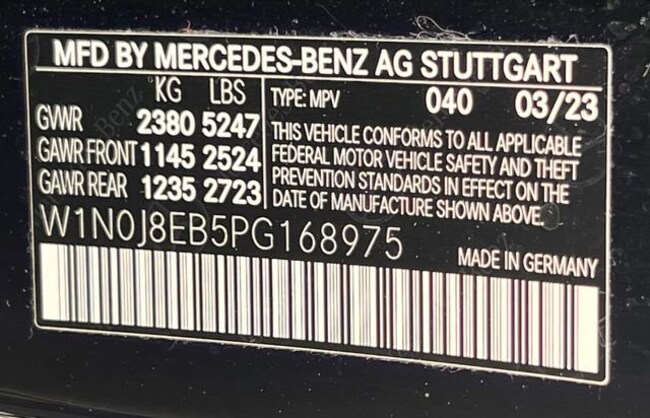 MFD BY MERCEDES-BENZ AG STUTTGART
KG LBS
GVWR 2380 5247
GAWR FRONT 1145 2524
GAWR REAR 1235 2723
TYPE: MPV 040 03/23
THIS VEHICLE CONFORMS TO ALL APPLICABLE
FEDERAL MOTOR VEHICLE SAFETY AND THEFT
PREVENTION STANDARDS IN EFFECT ON THE
DATE OF MANUFACTURE SHOWN ABOVE.
W1N0J8EB5PG168975
MADE IN GERMANY